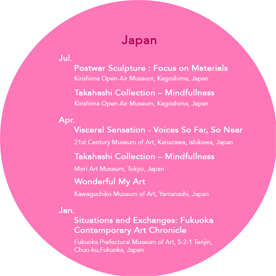 Japan
Jul.
Postwar Sculpture : Focus on Materials
Kirishima Open-Air Museum, Kagoshima, Japan
Takahashi Collection – Mindfullness
Kirishima Open-Air Museum, Kagoshima, Japan
Apr.
Visceral Sensation - Voices So Far, So Near
21st Century Museum of Art, Kanazawa, Ishikawa, Japan
Takahashi Collection – Mindfullness
Mori Art Museum, Tokyo, Japan
Wonderful My Art
Kawaguchiko Museum of Art, Yamanashi, Japan
Jan.
Situations and Exchanges: Fukuoka
Contemporary Art Chronicle
Fukuoka Prefectural Museum of Art, 5-2-1 Tenjin,
Chuo-ku,Fukuoka, Japan